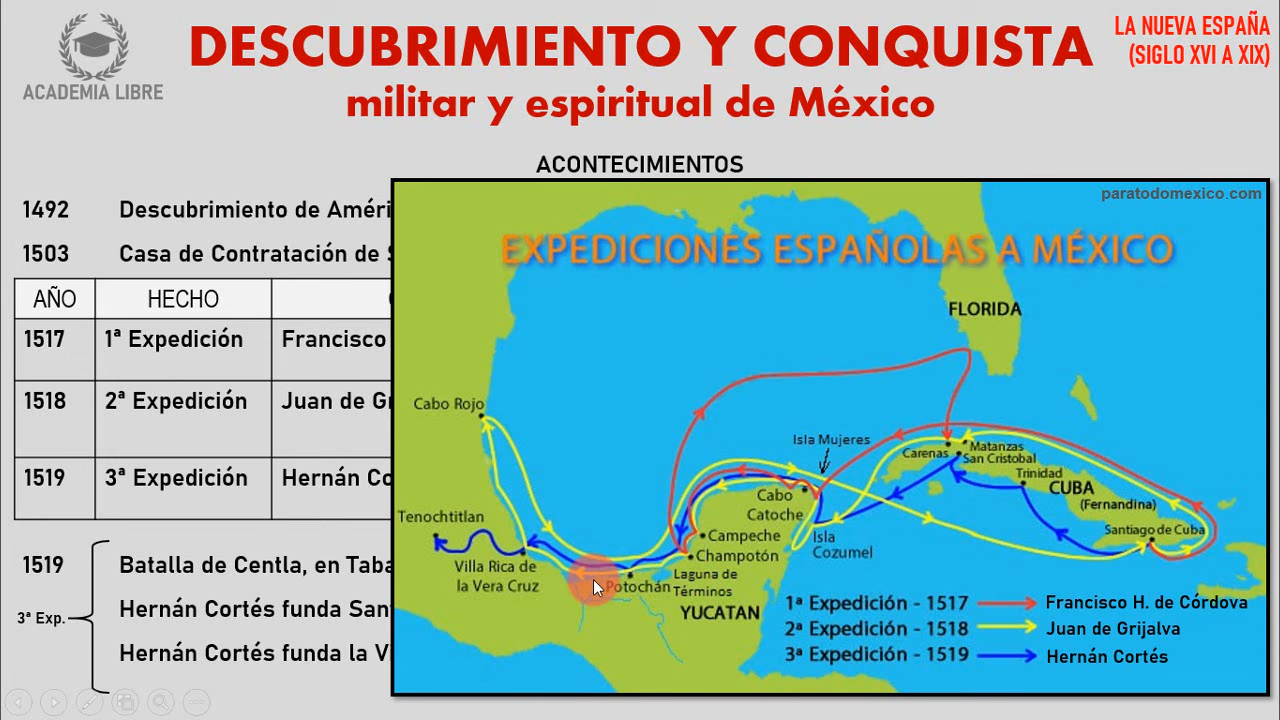 ACADEMIA LIBRE
DESCUBRIMIENTO Y CONQUISTA
militar y espiritual de México
LA NUEVA ESPAÑA
(SIGLO XVI A XIX)
ACONTECIMIENTOS
1492 Descubrimiento de Améri
1503 Casa de Contratación de S
AÑO HECHO
1517 1ª Expedición Francisco
1518 2ª Expedición Juan de Gr
1519 3ª Expedición Hernán Co
1519 Batalla de Centla, en Taba
3ª Exp. Hernán Cortés funda San
Hernán Cortés funda la V
paratodomexico.com
EXPEDICIONES ESPAÑOLAS A MÉXICO
FLORIDA
Cabo Rojo
Isla Mujeres
Carenas
Matanzas
San Cristobal
Trinidad
CUBA
(Fernandina)
Santiago de Cuba
Cabo
Catoche
Isla
Cozumel
Tenochtitlan
Villa Rica de
la Vera Cruz
Potochán
Campeche
Champotón
Laguna de
Términos
YUCATAN
1ª Expedición - 1517 Francisco H. de Córdova
2ª Expedición - 1518 Juan de Grijalva
3ª Expedición - 1519 Hernán Cortés